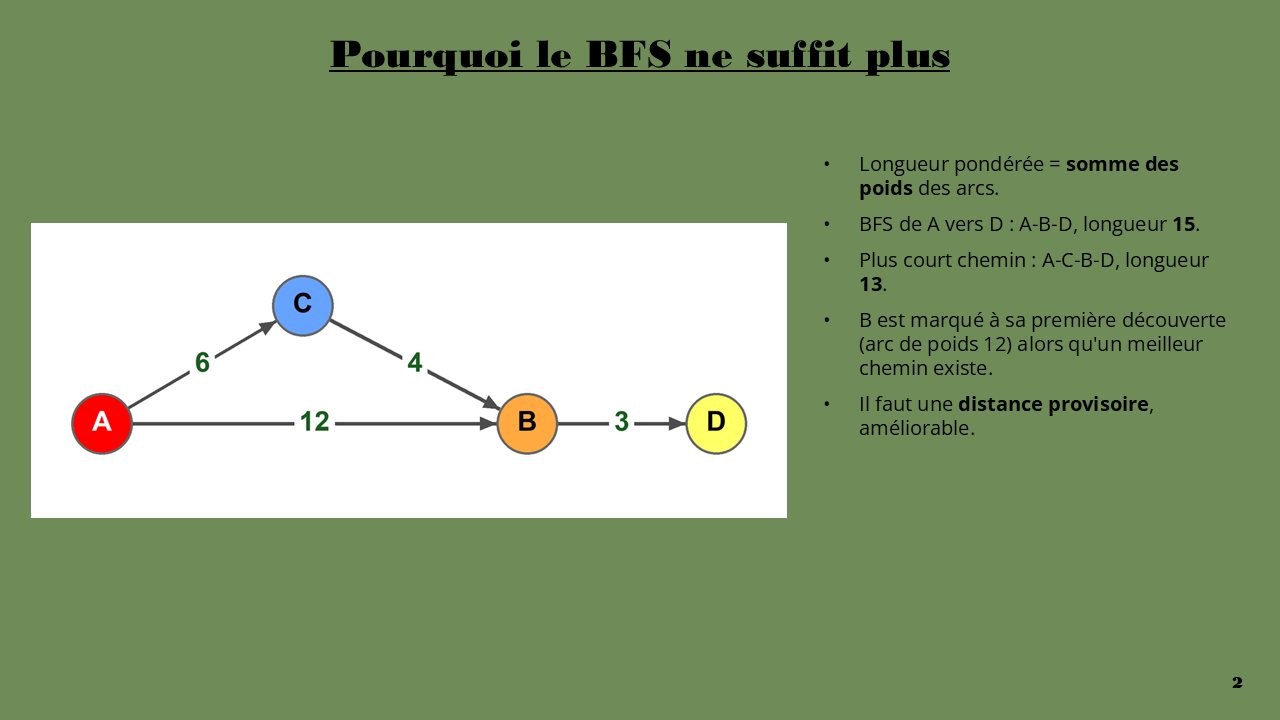 Pourquoi le BFS ne suffit plus
C
6
4
A
12
B
3
D
• Longueur pondérée = somme des
poids des arcs.
• BFS de A vers D : A-B-D, longueur 15.
• Plus court chemin : A-C-B-D, longueur
13.
• B est marqué à sa première découverte
(arc de poids 12) alors qu'un meilleur
chemin existe.
• Il faut une distance provisoire,
améliorable.
2